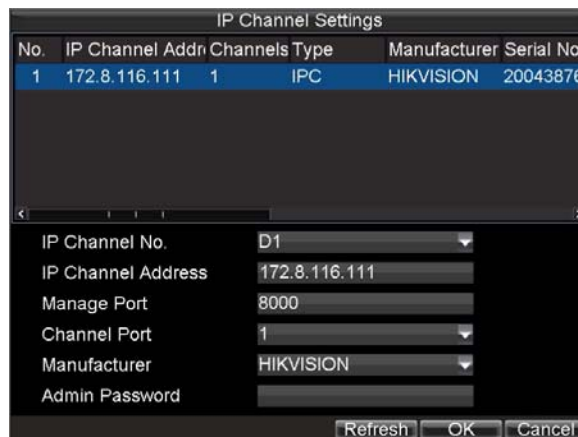 IP Channel Settings
No. IP Channel Addr Channels Type Manufacturer Serial No
1 172.8.116.111 1 IPC HIKVISION 20043876
IP Channel No. D1
IP Channel Address 172.8.116.111
Manage Port 8000
Channel Port 1
Manufacturer HIKVISION
Admin Password
Refresh OK Cancel